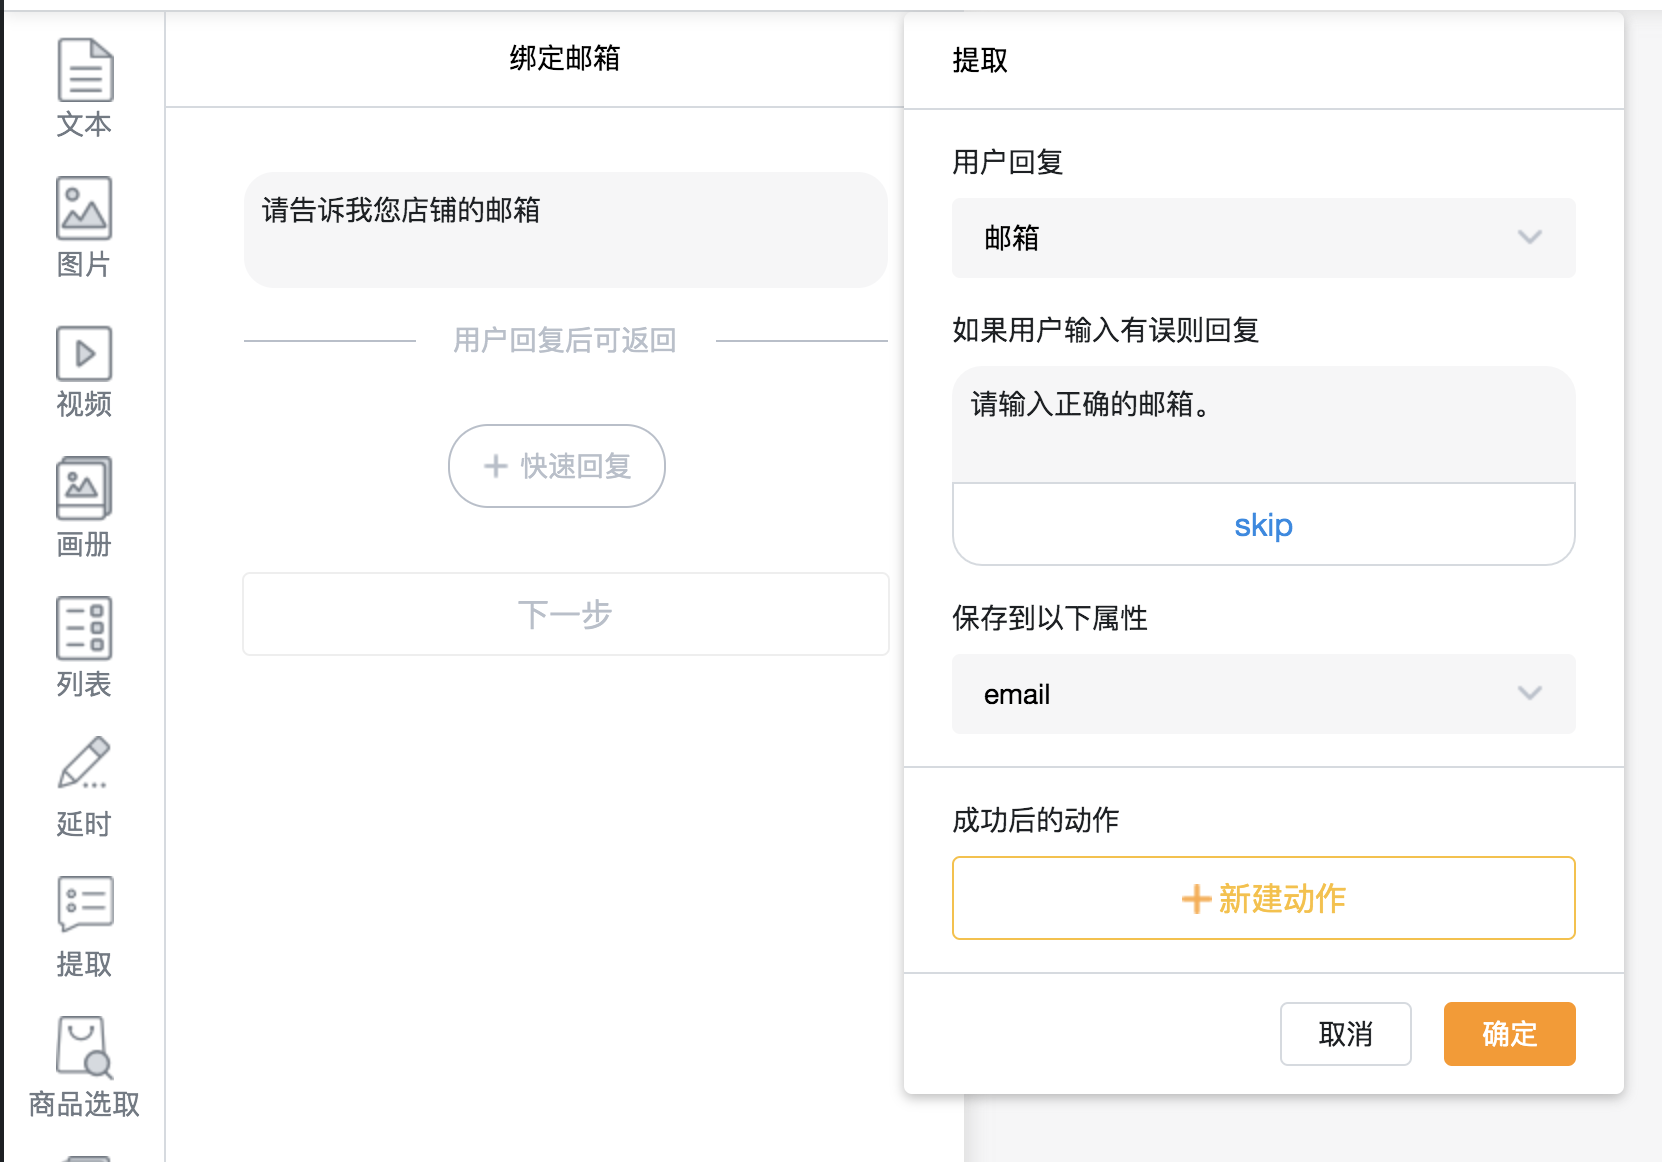 文本
图片
视频
画册
列表
延时
提取
商品选取
绑定邮箱
请告诉我您店铺的邮箱
用户回复后可返回
+ 快速回复
下一步
提取
用户回复
邮箱
如果用户输入有误则回复
请输入正确的邮箱。
skip
保存到以下属性
email
成功后的动作
+ 新建动作
取消
确定